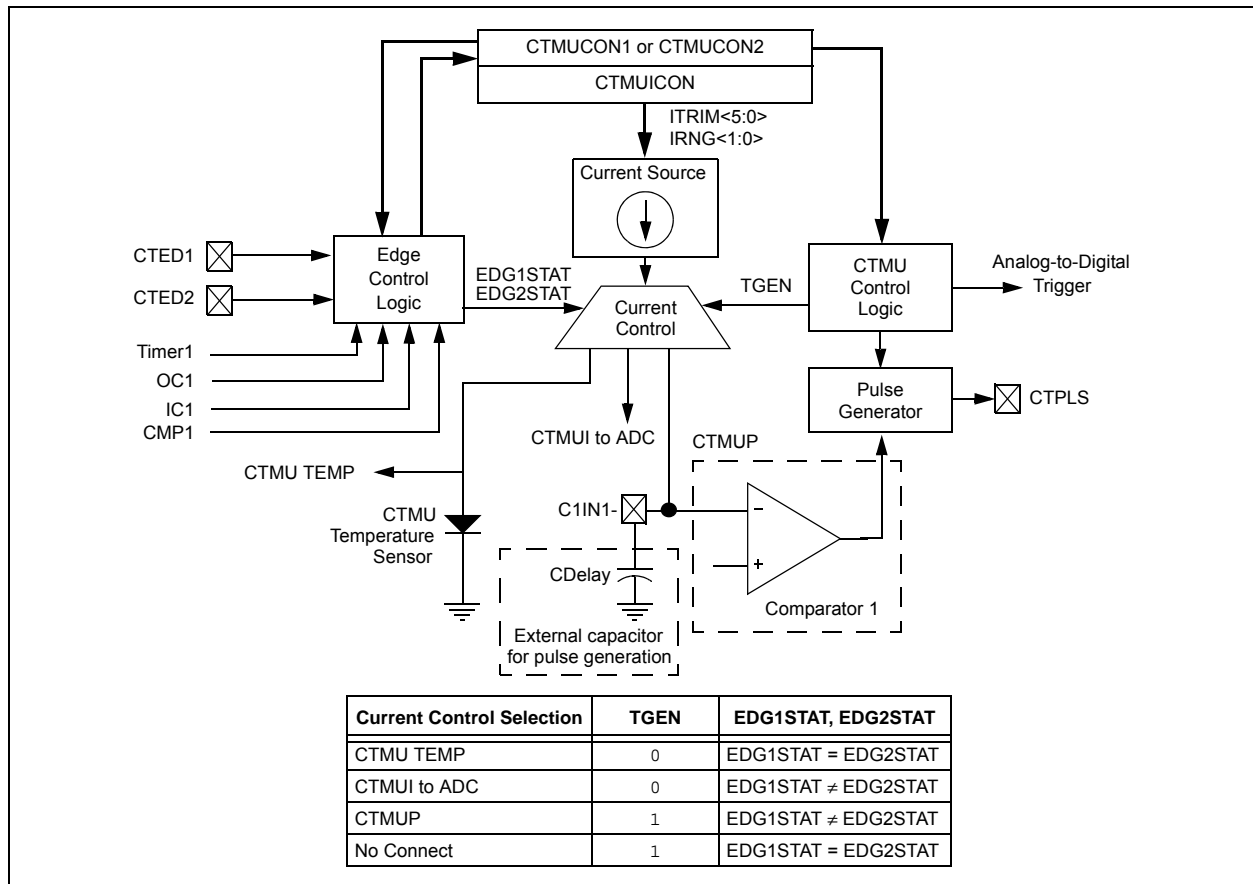 CTMUCON1 or CTMUCON2
CTMUICON
ITRIM<5:0>
IRNG<1:0>
Current Source
CTED1
CTED2
Edge
Control
Logic
EDG1STAT
EDG2STAT
Current
Control
TGEN
CTMU
Control
Logic
Analog-to-Digital
Trigger
Timer1
OC1
IC1
CMP1
Pulse
Generator
CTPLS
CTMUI to ADC
CTMUP
CTMU TEMP
C1IN1-
CTMU
Temperature
Sensor
CDelay
−
+
Comparator 1
External capacitor
for pulse generation
Current Control Selection TGEN EDG1STAT, EDG2STAT
CTMU TEMP 0 EDG1STAT = EDG2STAT
CTMUI to ADC 0 EDG1STAT ≠ EDG2STAT
CTMUP 1 EDG1STAT ≠ EDG2STAT
No Connect 1 EDG1STAT = EDG2STAT